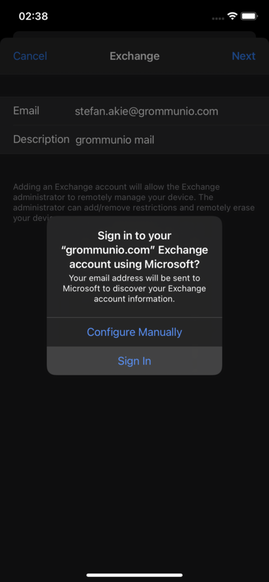 02:38
Cancel
Exchange
Next
Email stefan.akie@grommunio.com
Description grommunio mail
Adding an Exchange account will allow the Exchange
administrator to remotely manage your device. The
administrator can add/remove restrictions and remotely erase
your
Sign in to your
“grommunio.com” Exchange
account using Microsoft?
Your email address will be sent to
Microsoft to discover your Exchange
account information.
Configure Manually
Sign In